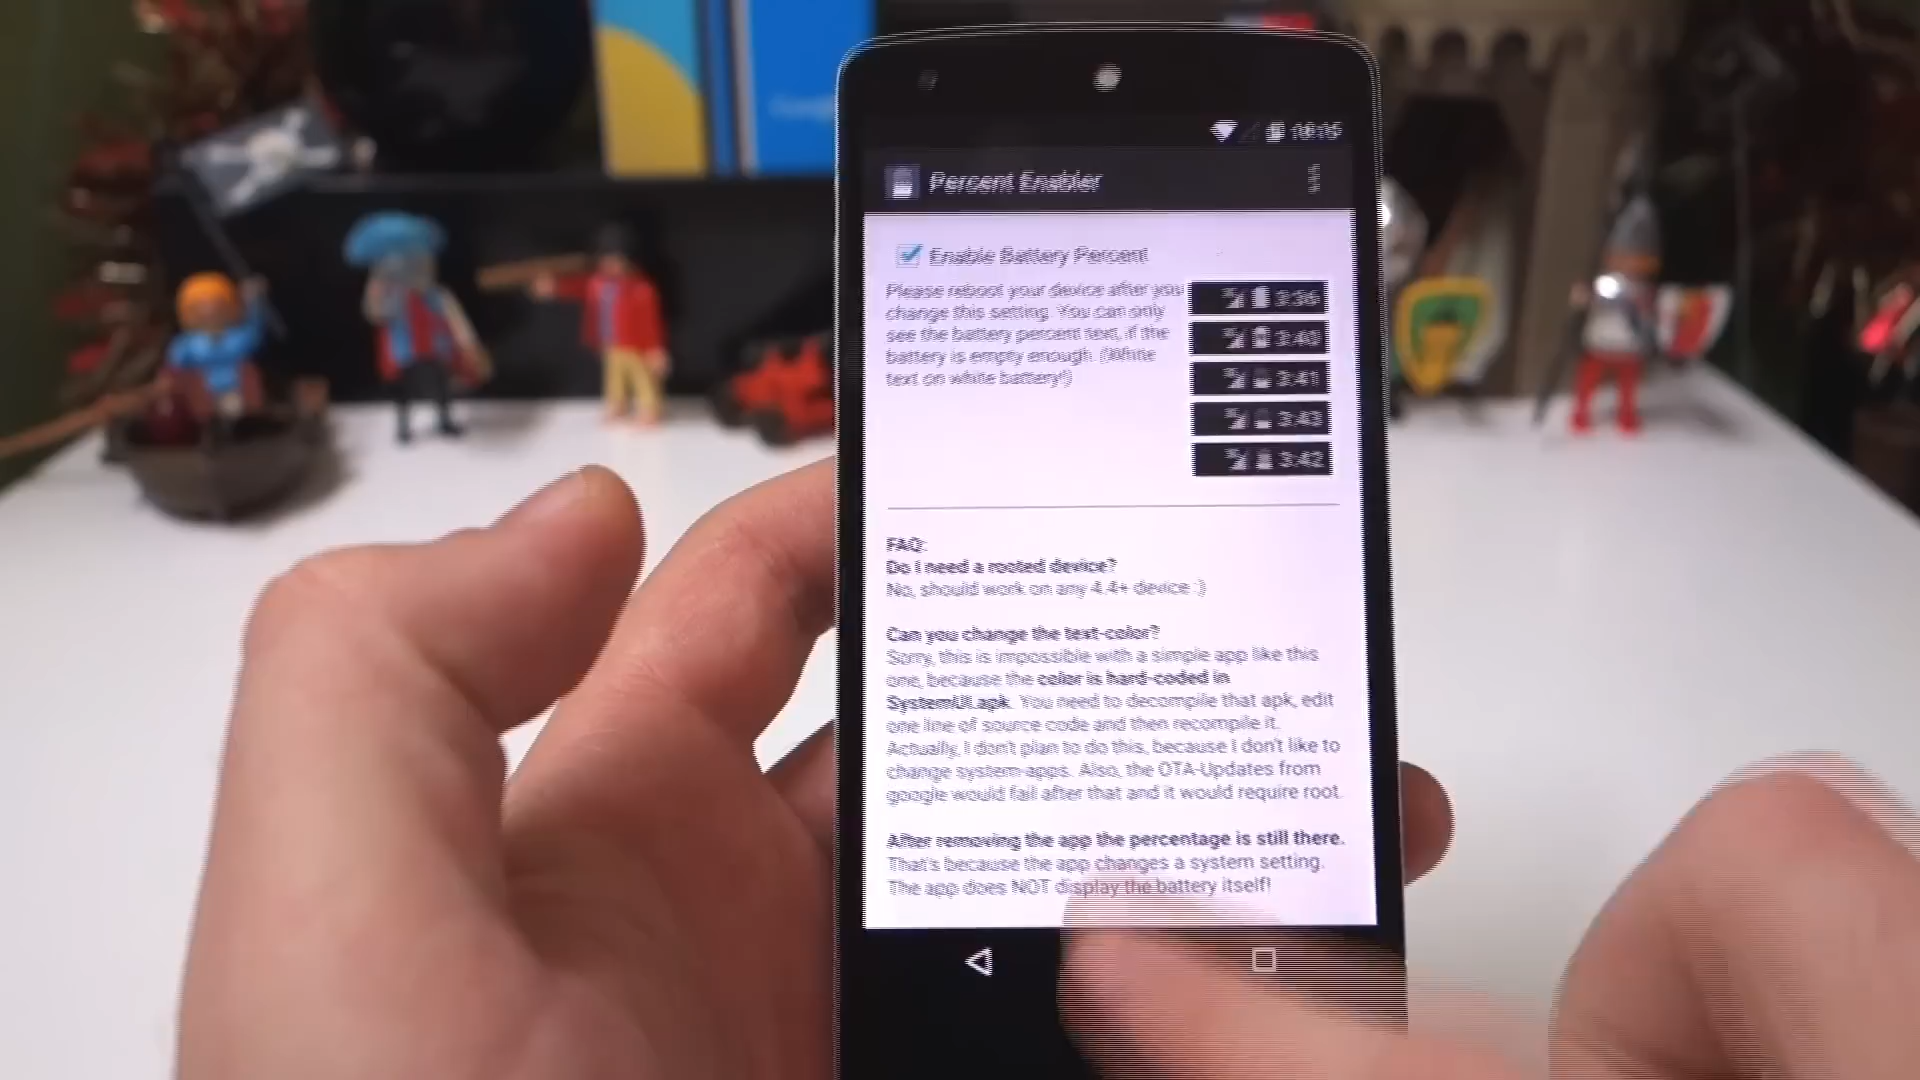 Percent Enabler
Enable Battery Percent
Please reboot your device after you
change this setting. You can only
see the battery percent text, if the
battery is empty enough. (White
text on white battery!)
3:36
3:40
3:41
3:43
3:42
FAQ:
Do I need a rooted device?
No, should work on any 4.4+ device :)
Can you change the text-color?
Sorry, this is impossible with a simple app like this
one, because the color is hard-coded in
SystemUI.apk. You need to decompile that apk, edit
one line of source code and then recompile it.
Actually, I don't plan to do this, because I don't like to
change system-apps. Also, the OTA-Updates from
google would fail after that and it would require root.
After removing the app the percentage is still there.
That's because the app changes a system setting.
The app does NOT display the battery itself!